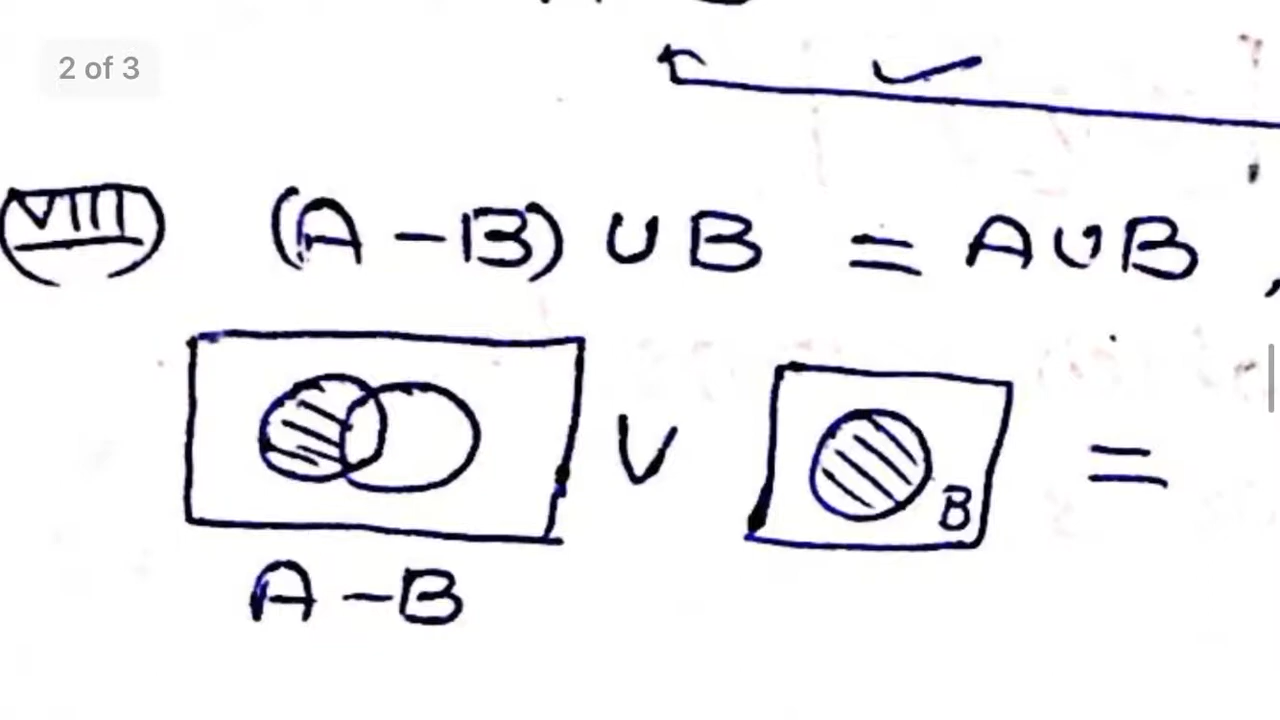 2 of 3
(VIII) (A - B) ∪ B = A ∪ B,
∪ B =
A - B